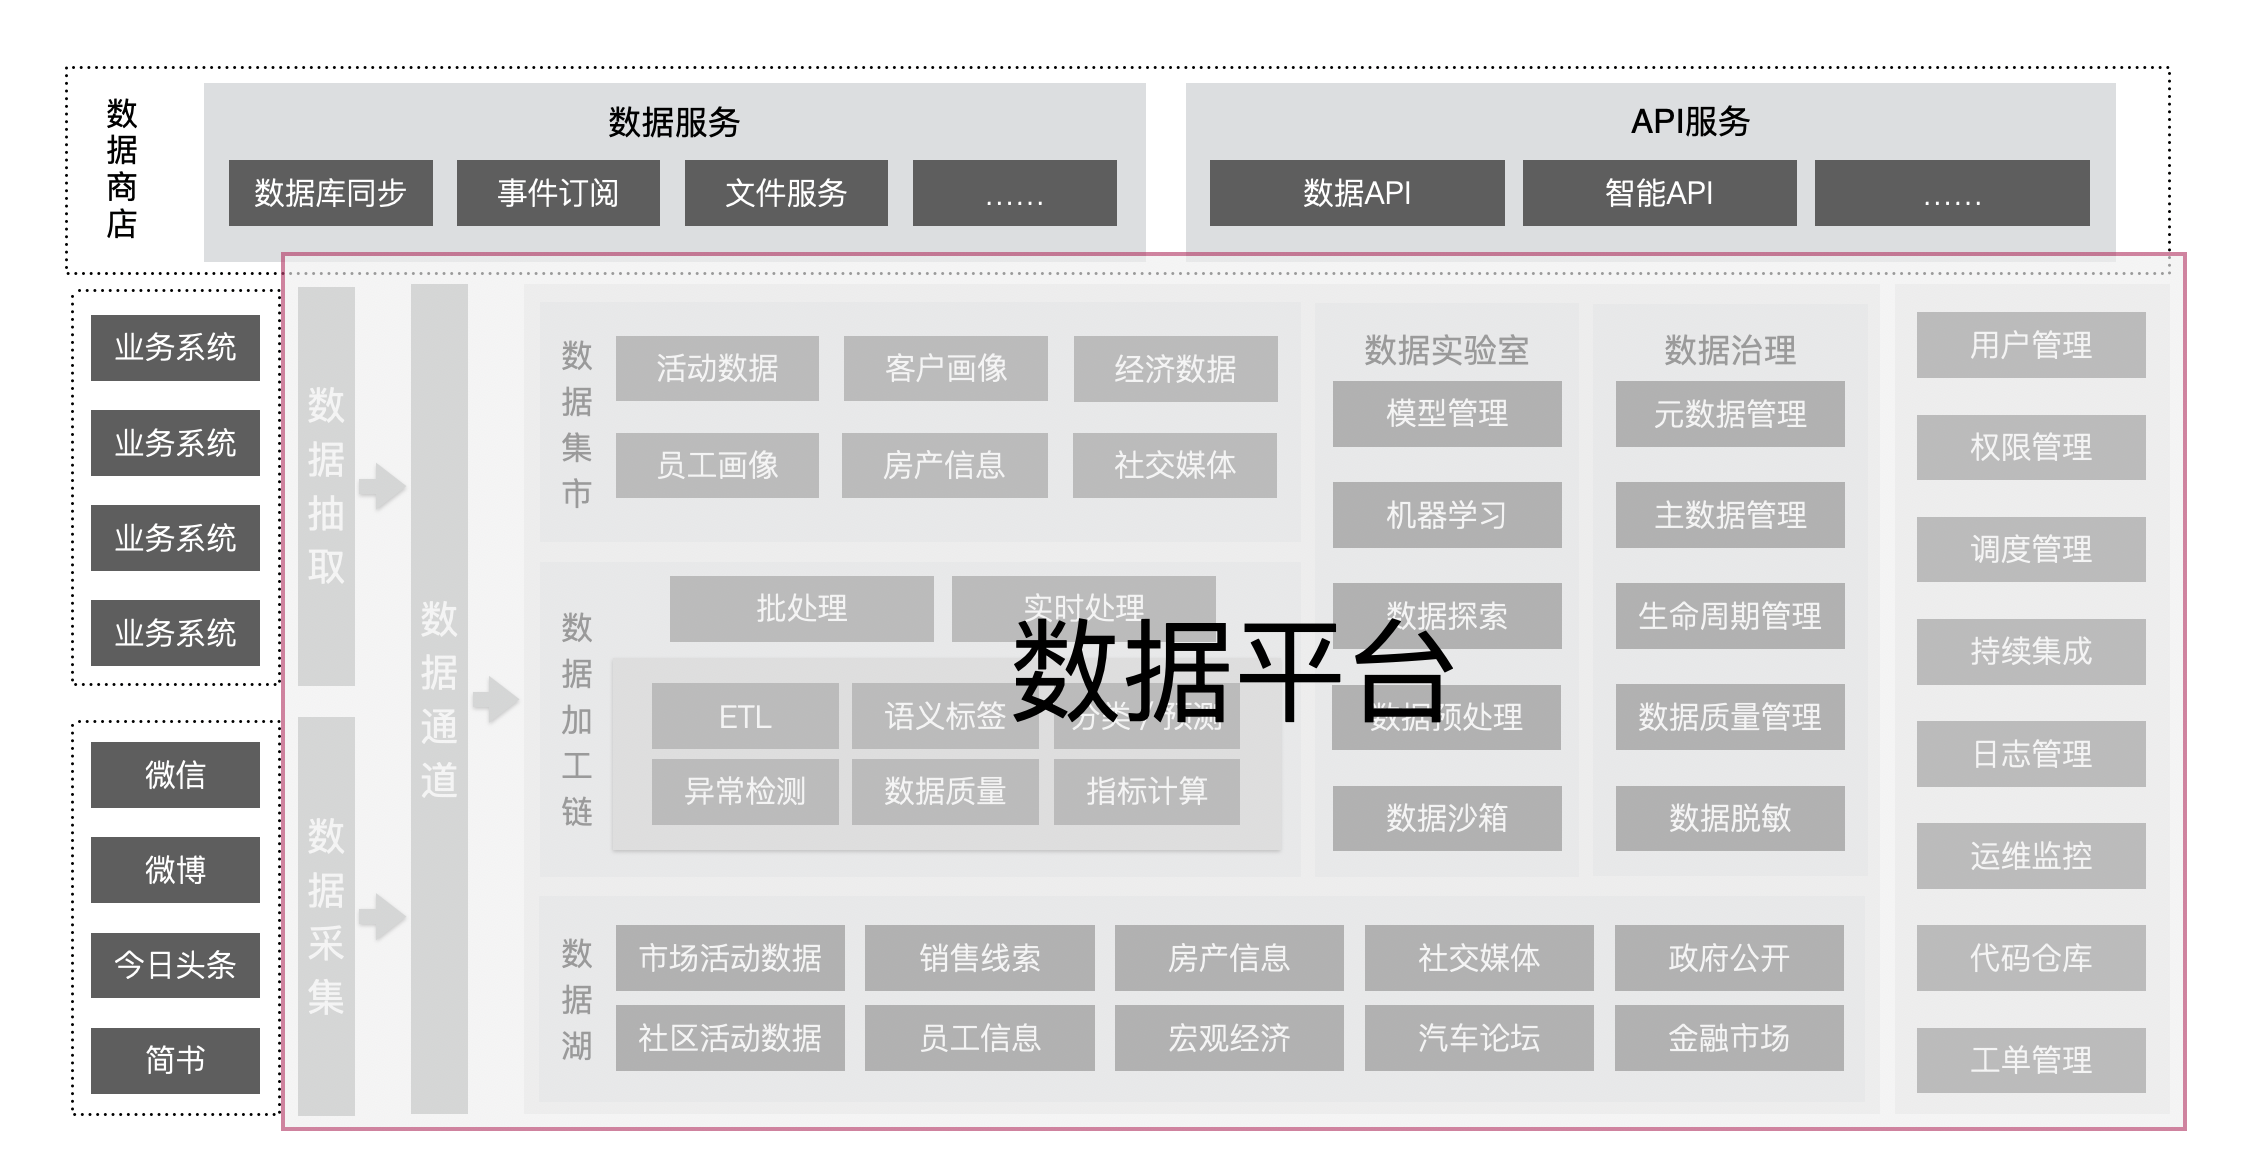 数据商店
数据服务
数据库同步
事件订阅
文件服务
……
API服务
数据API
智能API
……
业务系统
业务系统
业务系统
业务系统
微信
微博
今日头条
简书
数据抽取
数据采集
数据通道
数据集市
活动数据
客户画像
经济数据
员工画像
房产信息
社交媒体
数据加工链
批处理
实时处理
ETL
语义标签
分类／预测
异常检测
数据质量
指标计算
数据平台
数据实验室
模型管理
机器学习
数据探索
数据预处理
数据沙箱
数据治理
元数据管理
主数据管理
生命周期管理
数据质量管理
数据脱敏
数据湖
市场活动数据
销售线索
房产信息
社交媒体
政府公开
社区活动数据
员工信息
宏观经济
汽车论坛
金融市场
用户管理
权限管理
调度管理
持续集成
日志管理
运维监控
代码仓库
工单管理